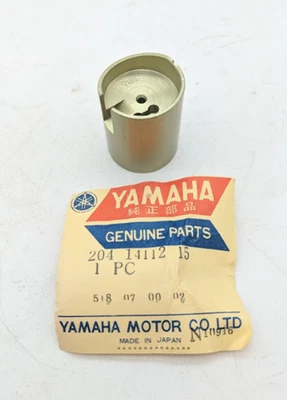 YAMAHA
純正部品
GENUINE PARTS
204 14112 15
1 PC
518 07 00 02
YAMAHA MOTOR CO.,LTD
MADE IN JAPAN